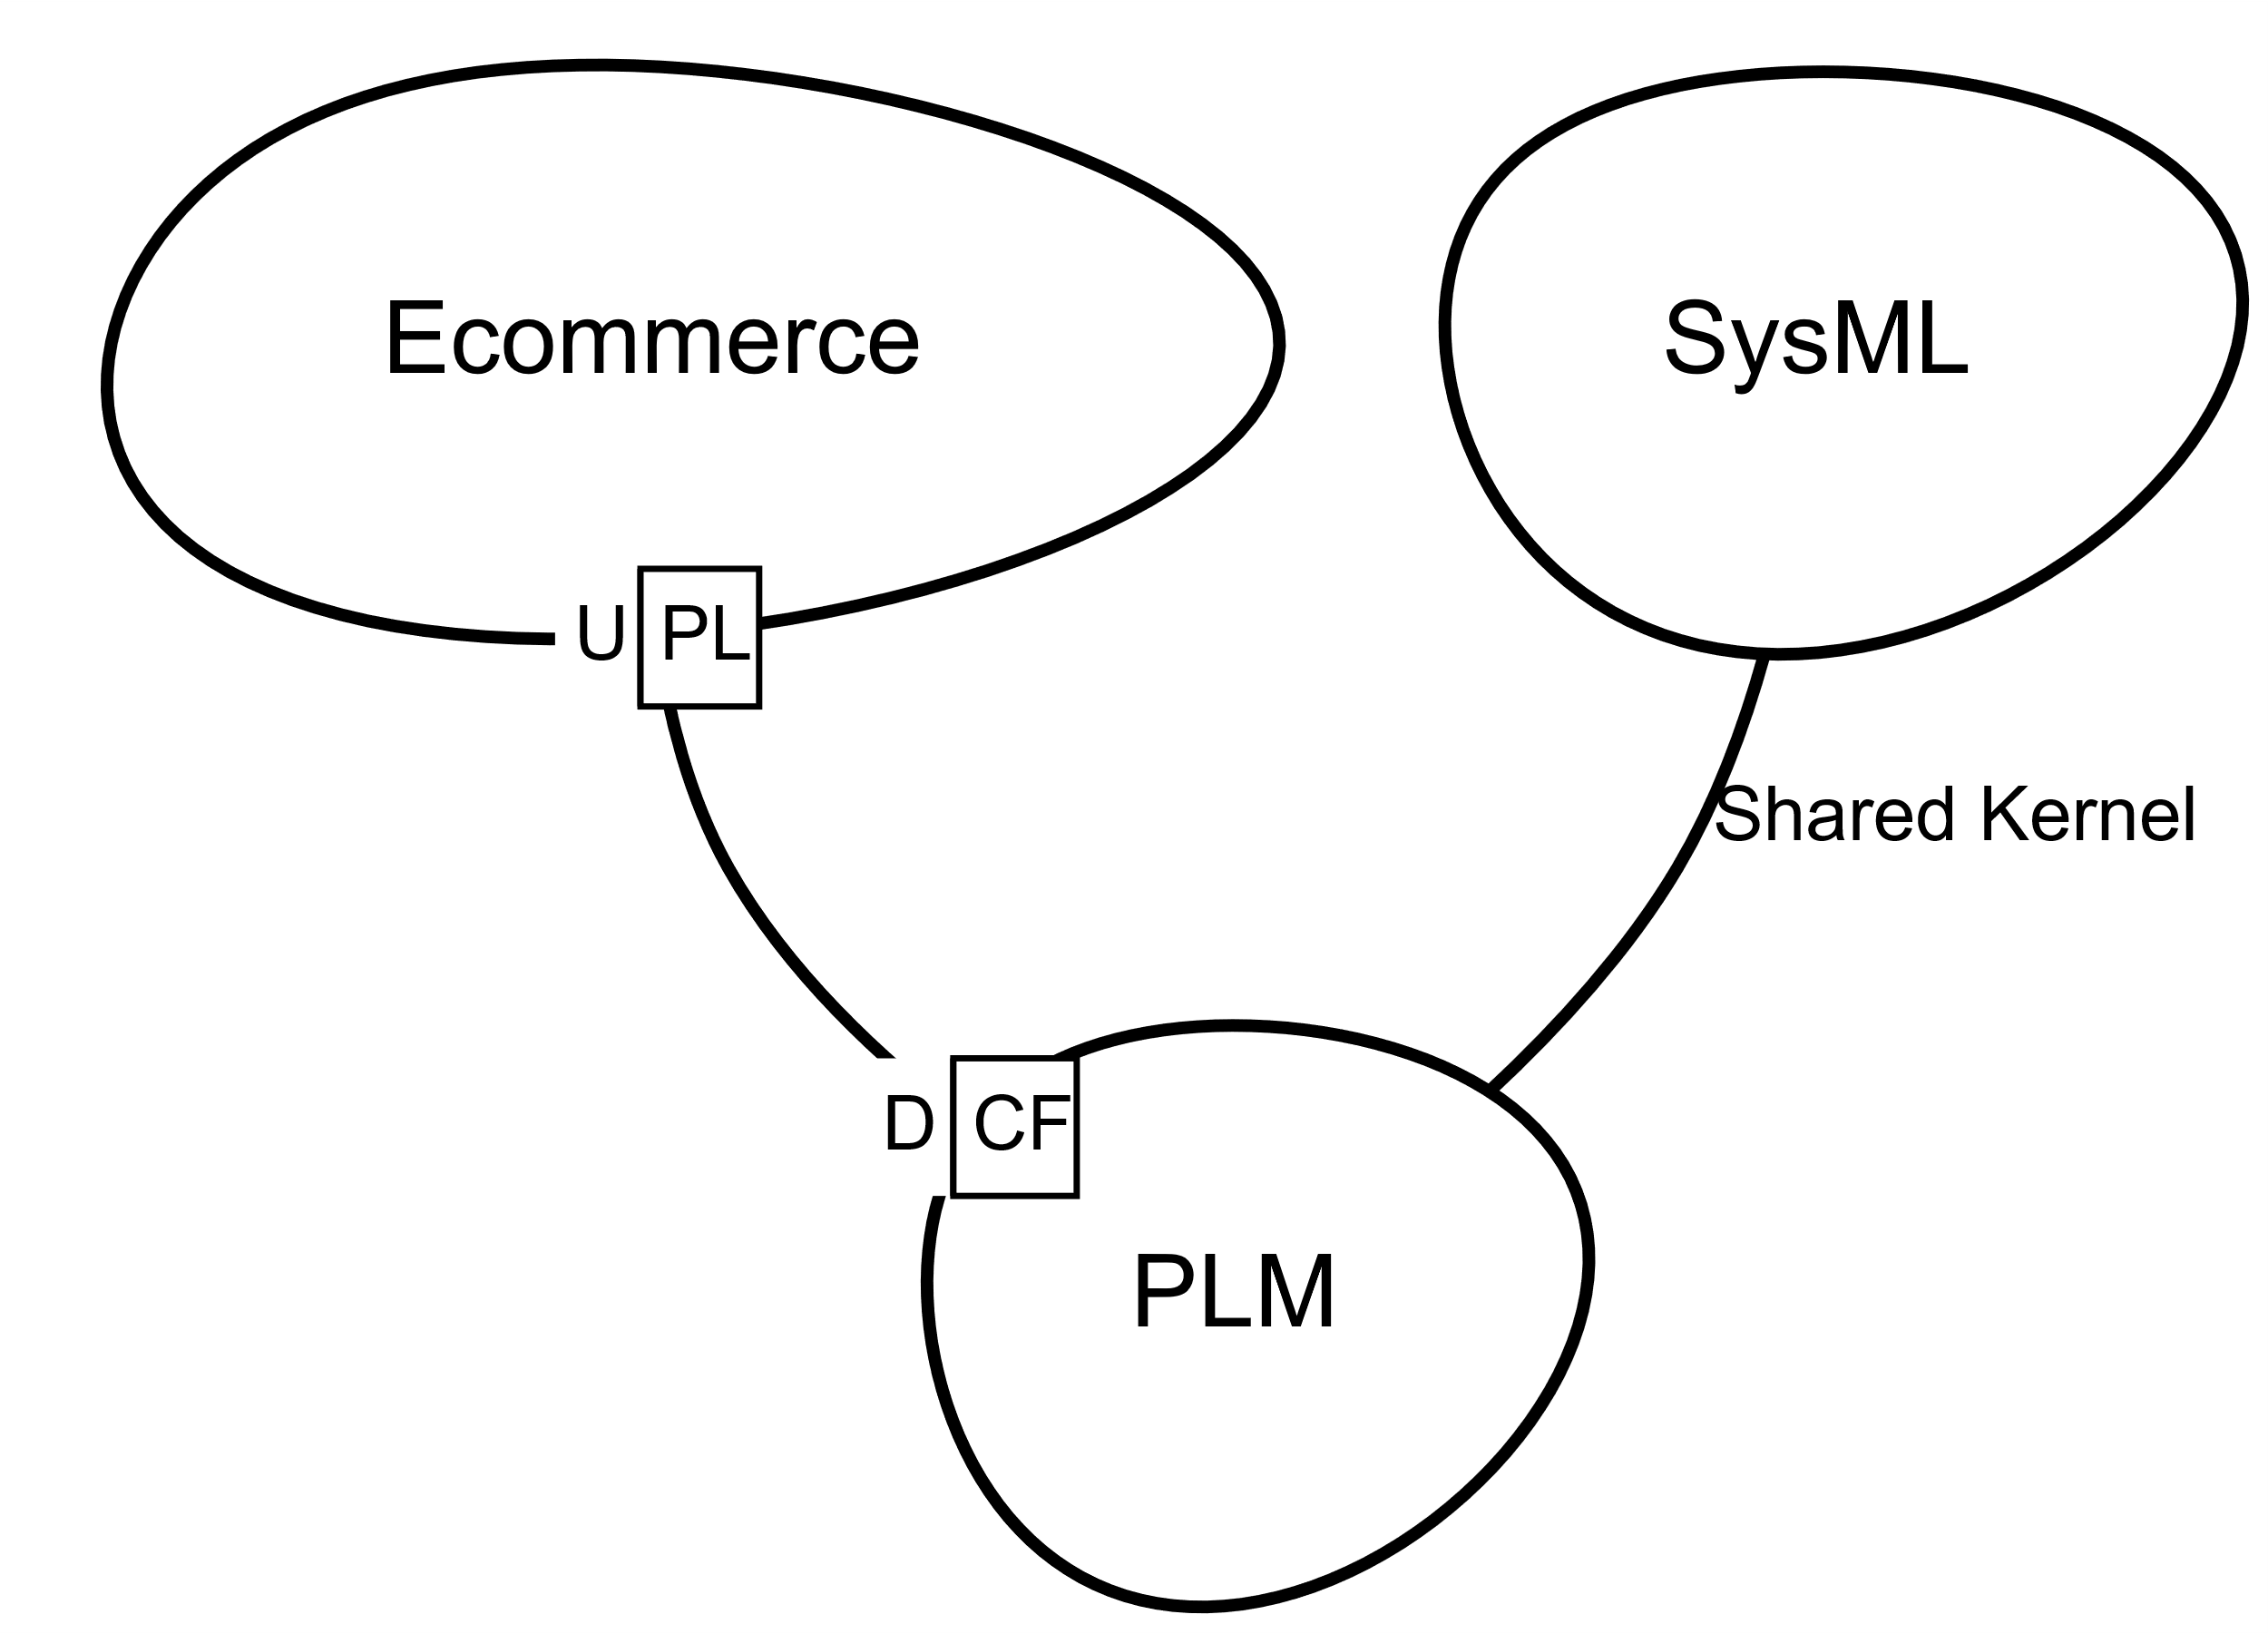 Ecommerce
SysML
U PL
Shared Kernel
D CF
PLM